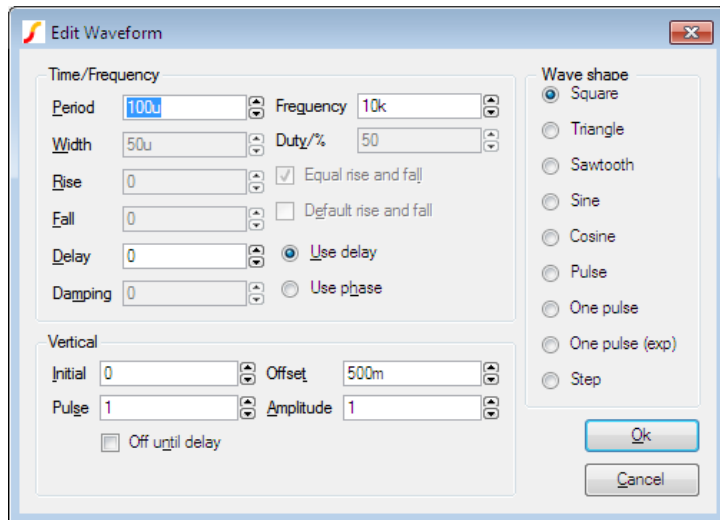 Edit Waveform
Time/Frequency
Period 100u Frequency 10k
Width 50u Duty/% 50
Rise 0 Equal rise and fall
Fall 0 Default rise and fall
Delay 0 Use delay
Damping 0 Use phase
Vertical
Initial 0 Offset 500m
Pulse 1 Amplitude 1
Off until delay
Wave shape
Square
Triangle
Sawtooth
Sine
Cosine
Pulse
One pulse
One pulse (exp)
Step
Ok
Cancel